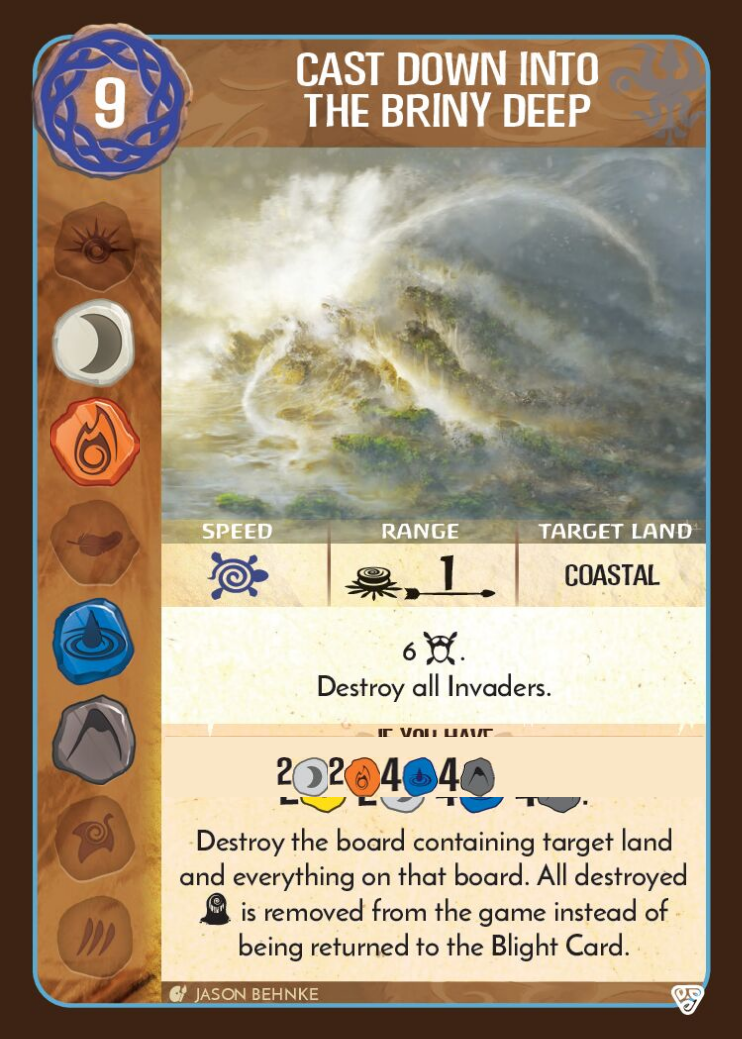 9
CAST DOWN INTO
THE BRINY DEEP
SPEED RANGE TARGET LAND
1 COASTAL
6 .
Destroy all Invaders.
IF YOU HAVE
2 2 4 4
Destroy the board containing target land
and everything on that board. All destroyed
is removed from the game instead of
being returned to the Blight Card.
JASON BEHNKE